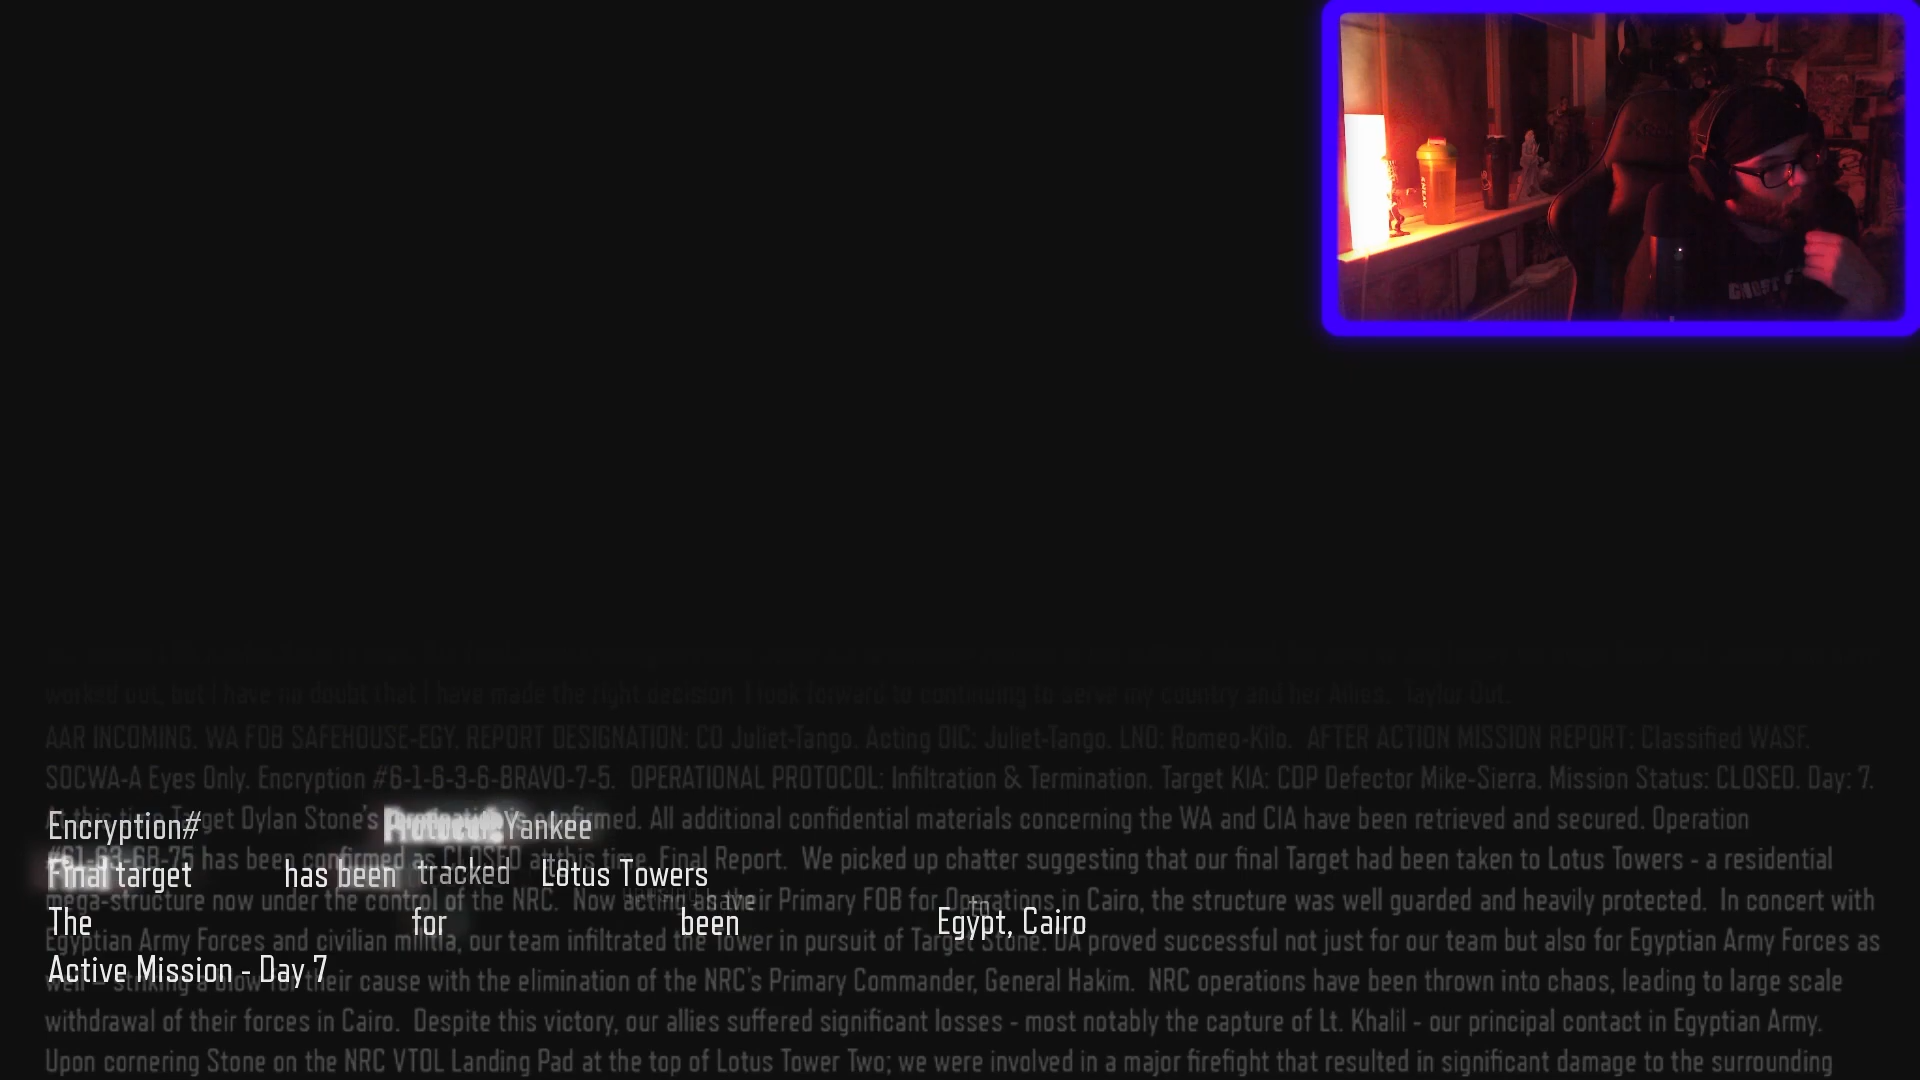 worked out, but I have no doubt that I have made the right decision. I look forward to continuing to serve my country and her Allies. Taylor Out.
AAR INCOMING. WA FOB SAFEHOUSE-EGY. REPORT DESIGNATION: CO Juliet-Tango. Acting OIC: Juliet-Tango. LNO: Romeo-Kilo. AFTER ACTION MISSION REPORT: Classified WASF.
SOCWA-A Eyes Only. Encryption #6-1-6-3-6-BRAVO-7-5. OPERATIONAL PROTOCOL: Infiltration & Termination. Target KIA: CDP Defector Mike-Sierra. Mission Status: CLOSED. Day: 7.
Target Dylan Stone's
med. All additional confidential materials concerning the WA and CIA have been retrieved and secured. Operation
Encryption# Protocol: Yankee
#61-63-6B-75 has been confirmed as CLOSED at this time. Final Report. We picked up chatter suggesting that our final Target had been taken to Lotus Towers - a residential
Final target has been tracked Lotus Towers
mega-structure now under the control of the NRC. Now acting as their Primary FOB for Operations in Cairo, the structure was well guarded and heavily protected. In concert with
The for been Egypt, Cairo
Egyptian Army Forces and civilian militia, our team infiltrated the Tower in pursuit of Target Stone. DA proved successful not just for our team but also for Egyptian Army Forces as
Active Mission - Day 7
well - striking a blow for their cause with the elimination of the NRC's Primary Commander, General Hakim. NRC operations have been thrown into chaos, leading to large scale
withdrawal of their forces in Cairo. Despite this victory, our allies suffered significant losses - most notably the capture of Lt. Khalil - our principal contact in Egyptian Army.
Upon cornering Stone on the NRC VTOL Landing Pad at the top of Lotus Tower Two; we were involved in a major firefight that resulted in significant damage to the surrounding